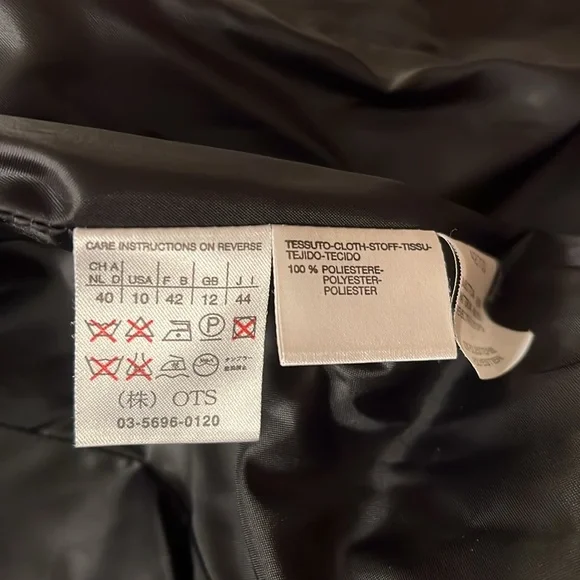 CARE INSTRUCTIONS ON REVERSE
CH A
NL D USA F B GB J I
40 10 42 12 44
P
(株) OTS
03-5696-0120
TESSUTO-CLOTH-STOFF-TISSU-
TEJIDO-TECIDO
100 % POLIESTERE-
POLYESTER-
POLIESTER